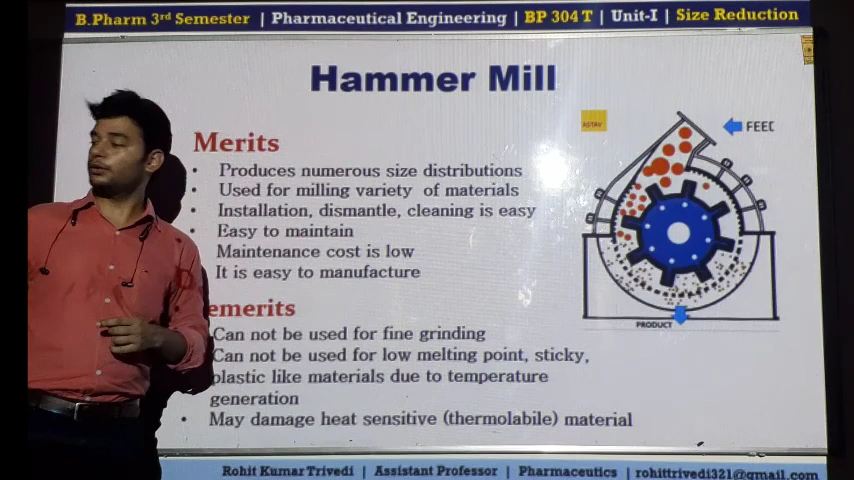 B.Pharm 3rd Semester | Pharmaceutical Engineering | BP 304 T | Unit-I | Size Reduction
Hammer Mill
FEED
Merits
• Produces numerous size distributions
• Used for milling variety of materials
• Installation, dismantle, cleaning is easy
• Easy to maintain
Maintenance cost is low
It is easy to manufacture
PRODUCT
Demerits
Can not be used for fine grinding
Can not be used for low melting point, sticky,
plastic like materials due to temperature
generation
• May damage heat sensitive (thermolabile) material
Rohit Kumar Trivedi | Assistant Professor | Pharmaceutics | rohittrivedi321@gmail.com